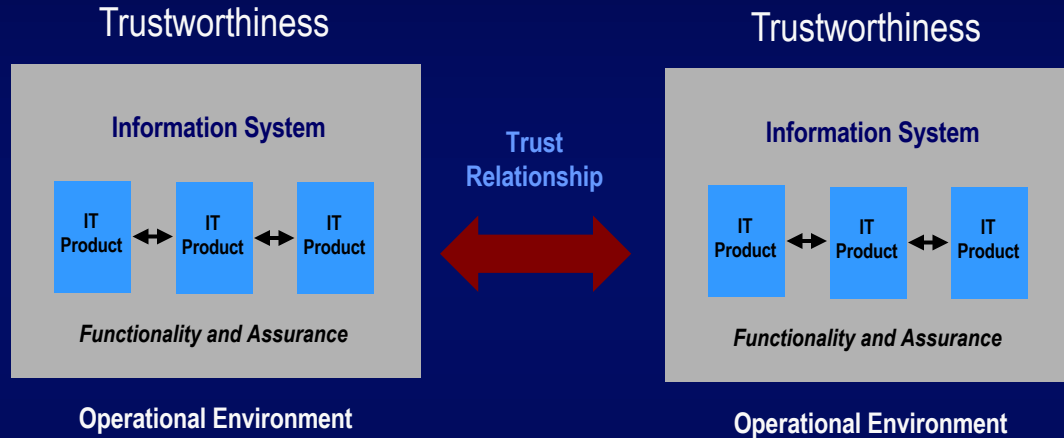 Trustworthiness
Information System
IT
Product
IT
Product
IT
Product
Functionality and Assurance
Operational Environment
Trust
Relationship
Trustworthiness
Information System
IT
Product
IT
Product
IT
Product
Functionality and Assurance
Operational Environment